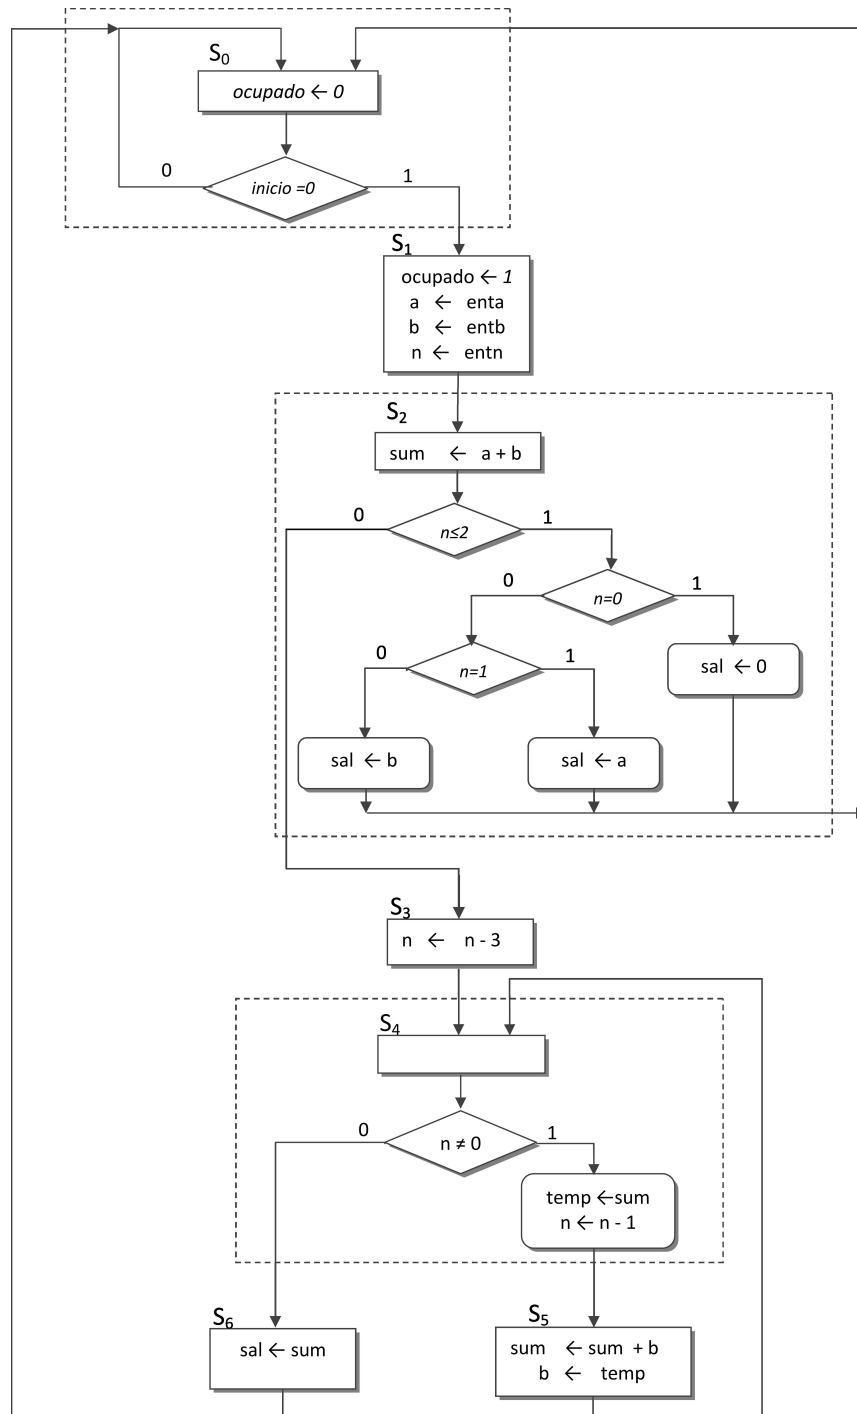 S0
ocupado ← 0
0
inicio =0
1
S1
ocupado ← 1
a ← enta
b ← entb
n ← entn
S2
sum ← a + b
0
n≤2
1
0
n=0
1
0
n=1
1
sal ← 0
sal ← b
sal ← a
S3
n ← n - 3
S4
0
n ≠ 0
1
temp ←sum
n ← n - 1
S6
sal ← sum
S5
sum ← sum + b
b ← temp